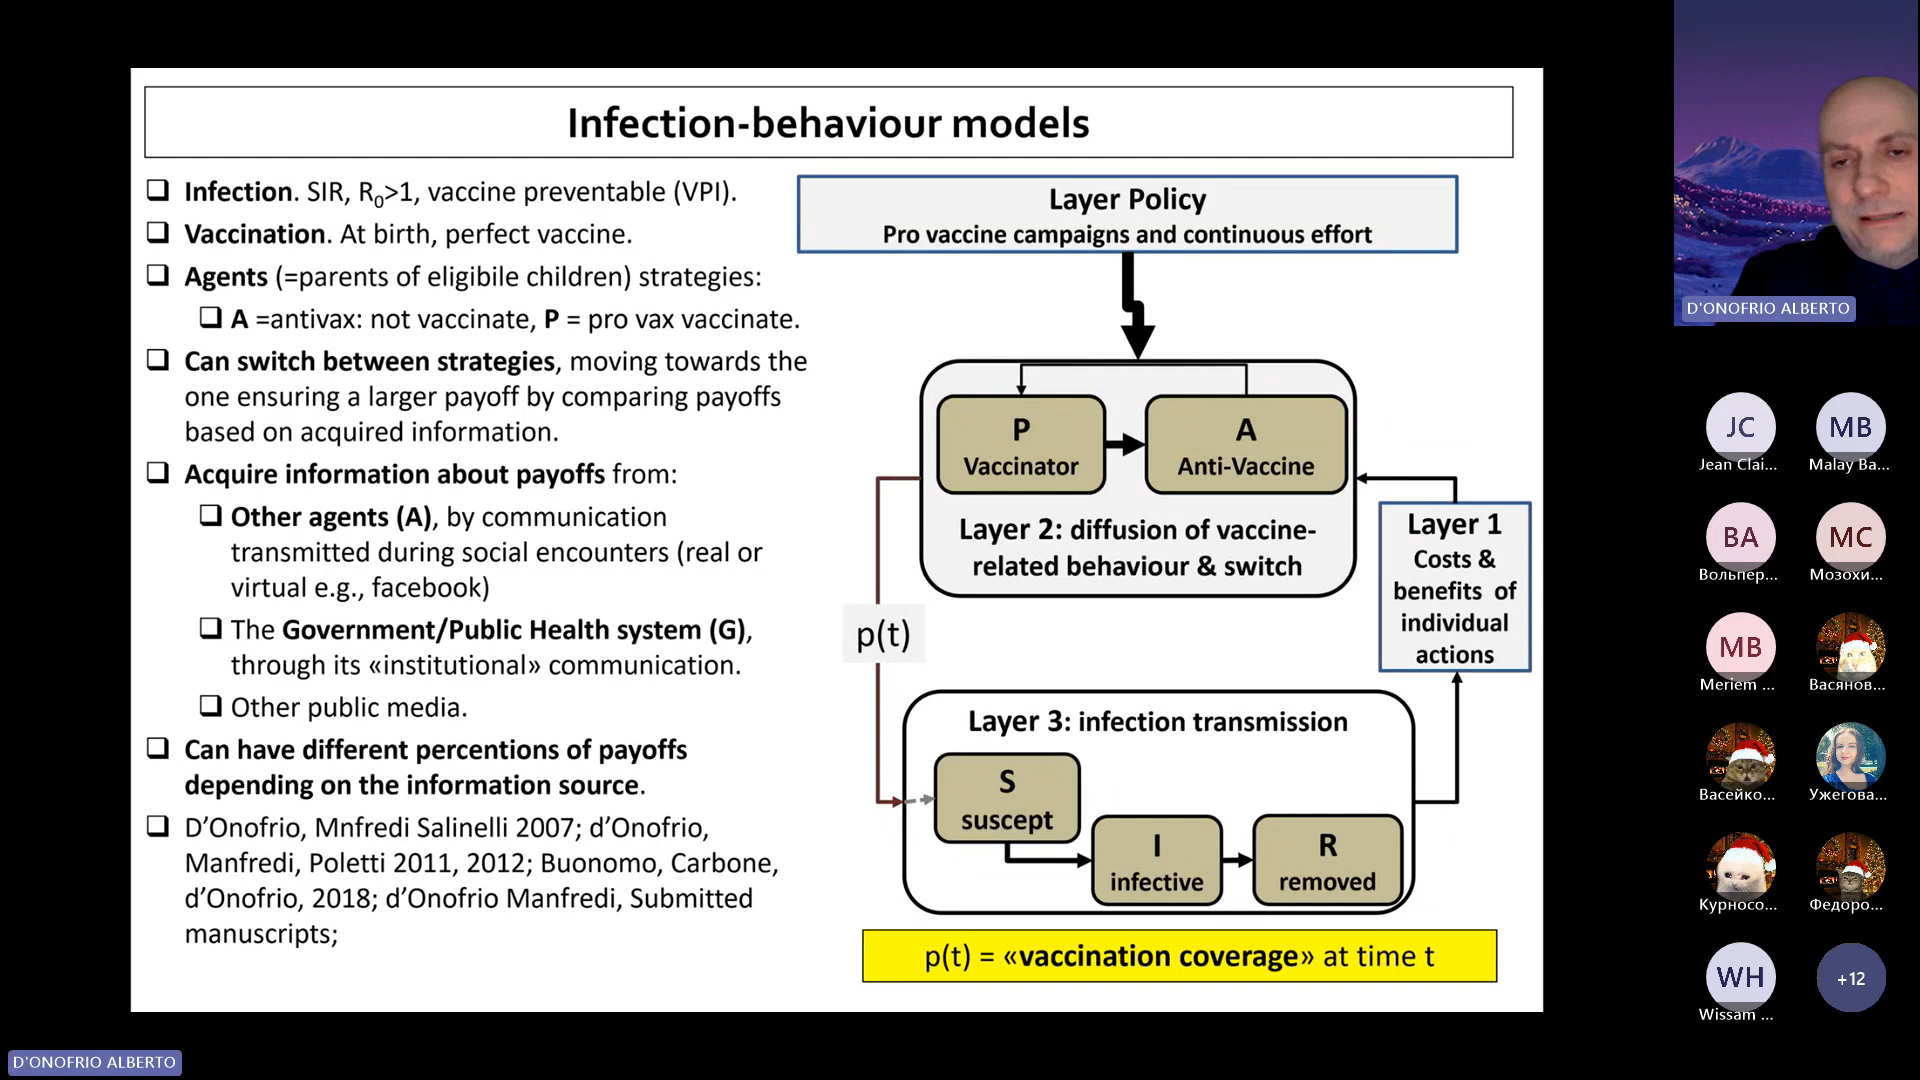 Infection-behaviour models
Infection. SIR, R0>1, vaccine preventable (VPI).
Vaccination. At birth, perfect vaccine.
Agents (=parents of eligibile children) strategies:
A =antivax: not vaccinate, P = pro vax vaccinate.
Can switch between strategies, moving towards the
one ensuring a larger payoff by comparing payoffs
based on acquired information.
Acquire information about payoffs from:
Other agents (A), by communication
transmitted during social encounters (real or
virtual e.g., facebook)
The Government/Public Health system (G),
through its «institutional» communication.
Other public media.
Can have different percentions of payoffs
depending on the information source.
D'Onofrio, Mnfredi Salinelli 2007; d'Onofrio,
Manfredi, Poletti 2011, 2012; Buonomo, Carbone,
d'Onofrio, 2018; d'Onofrio Manfredi, Submitted
manuscripts;
Layer Policy
Pro vaccine campaigns and continuous effort
P
Vaccinator
A
Anti-Vaccine
Layer 2: diffusion of vaccine-
related behaviour & switch
Layer 1
Costs &
benefits of
individual
actions
p(t)
Layer 3: infection transmission
S
suscept
I
infective
R
removed
p(t) = «vaccination coverage» at time t
D'ONOFRIO ALBERTO
JC
Jean Clai...
MB
Malay Ba...
BA
Вольпер...
MC
Мозохи...
MB
Meriem ...
Васянов...
Васейко...
Ужегова...
Курносо...
Федоро...
WH
Wissam ...
+12
D'ONOFRIO ALBERTO